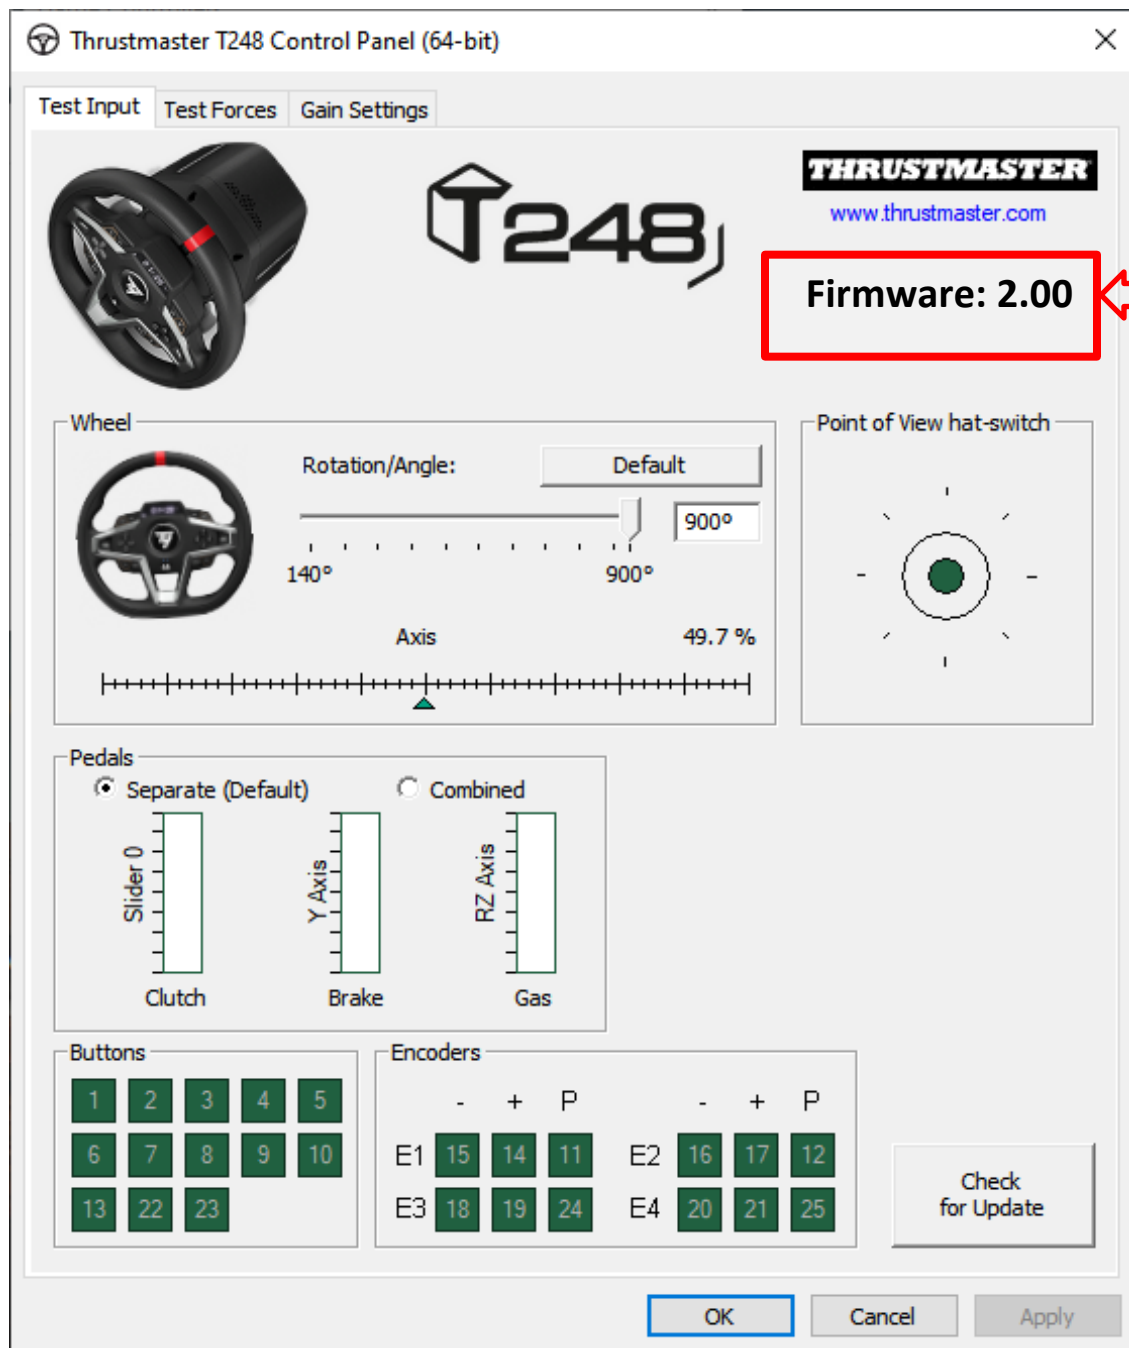 Thrustmaster T248 Control Panel (64-bit)
Test Input Test Forces Gain Settings
T248
THRUSTMASTER
www.thrustmaster.com
Firmware: 2.00
Wheel
Rotation/Angle: Default
900°
140° 900°
Axis 49.7 %
Point of View hat-switch
Pedals
Separate (Default) Combined
Slider 0 Y Axis RZ Axis
Clutch Brake Gas
Buttons
1 2 3 4 5
6 7 8 9 10
13 22 23
Encoders
- + P - + P
E1 15 14 11 E2 16 17 12
E3 18 19 24 E4 20 21 25
Check
for Update
OK Cancel Apply